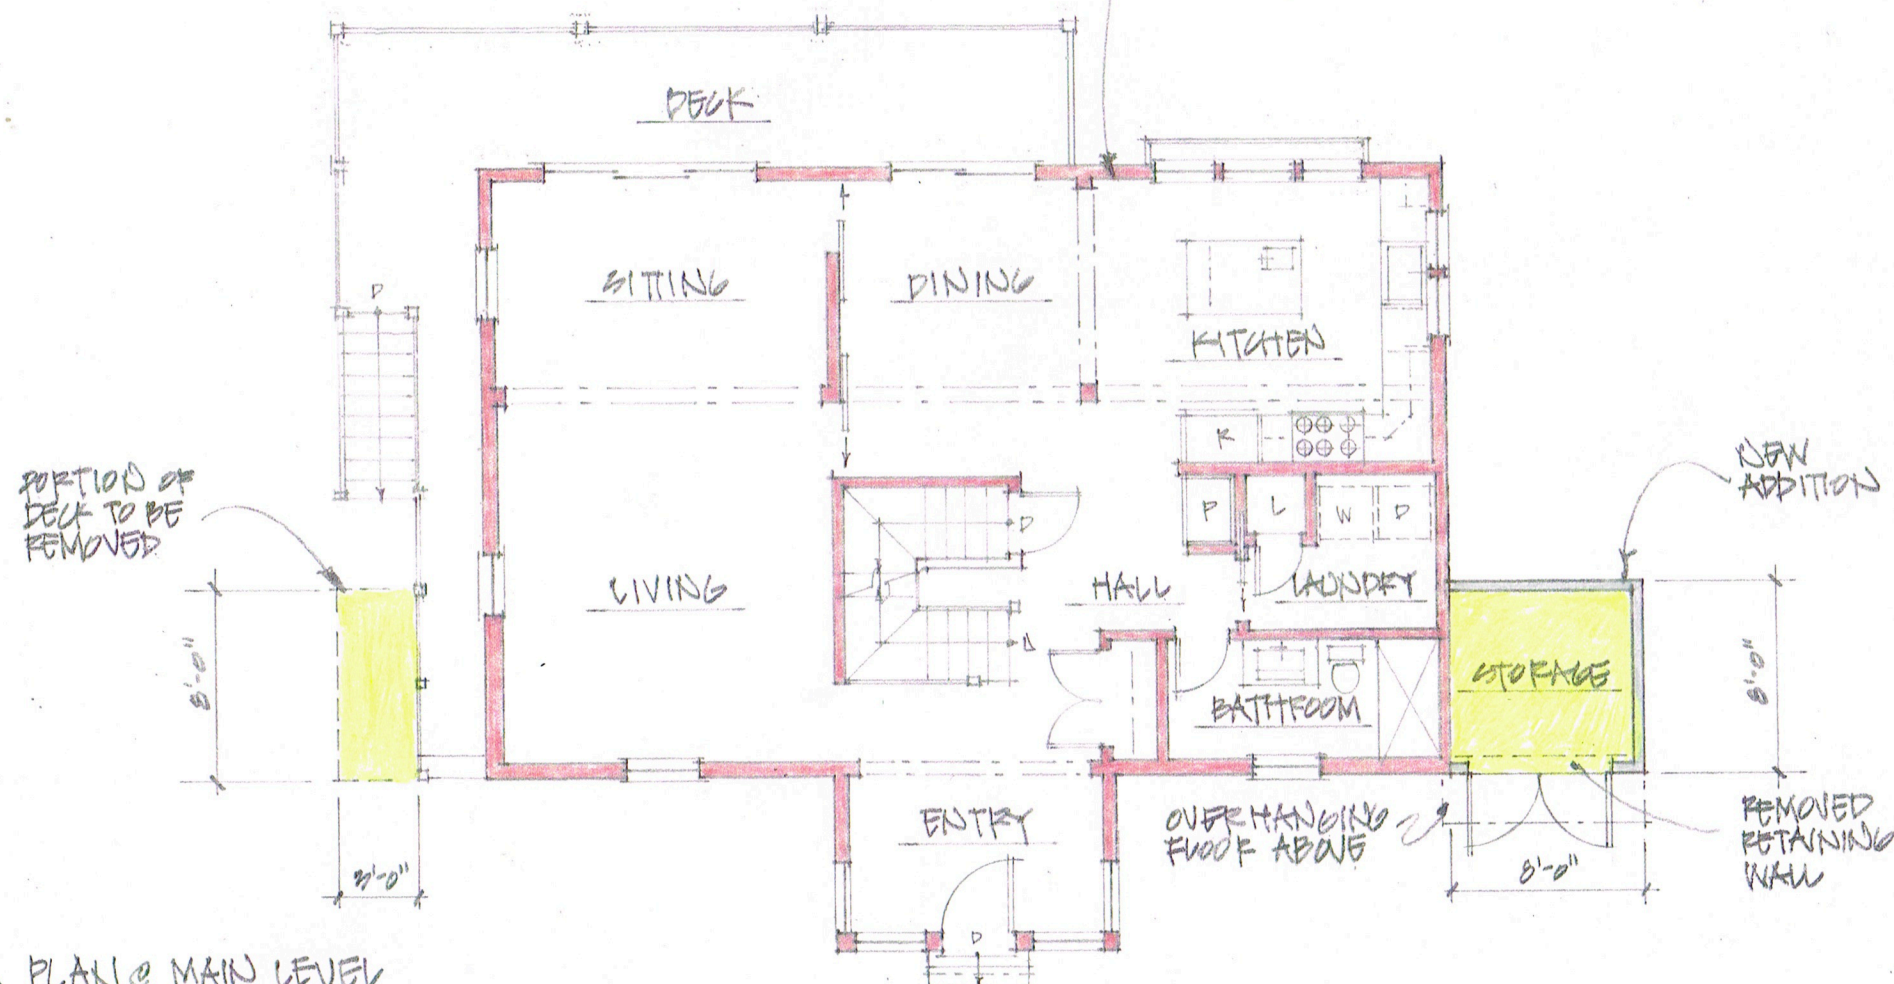 DECK
SITTING
DINING
KITCHEN
D
R
PORTION OF
DECK TO BE
REMOVED
NEW
ADDITION
P
L
W
D
D
8'-0"
LIVING
HALL
LAUNDRY
D
STORAGE
8'-0"
BATHROOM
ENTRY
OVERHANGING
FLOOR ABOVE
REMOVED
RETAINING
WALL
3'-0"
8'-0"
D
PLAN @ MAIN LEVEL